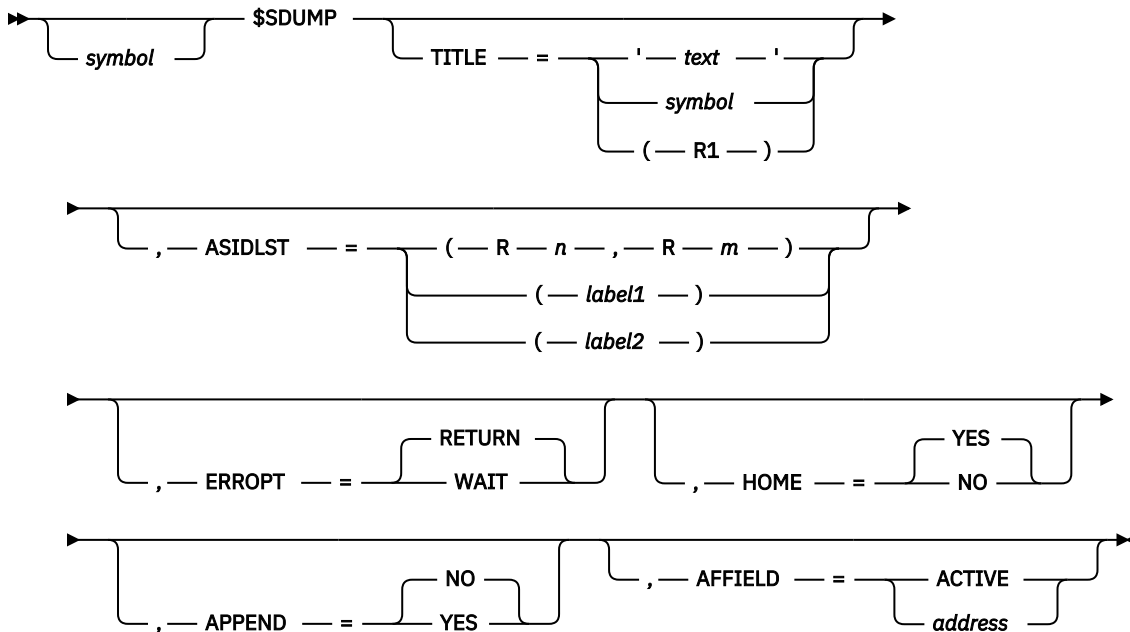 $SDUMP
symbol
TITLE = ' text '
symbol
( R1 )
, ASIDLST = ( R n , R m )
( label1 )
( label2 )
RETURN
, ERROPT = WAIT
YES
, HOME = NO
NO
, APPEND = YES
, AFFIELD = ACTIVE
address